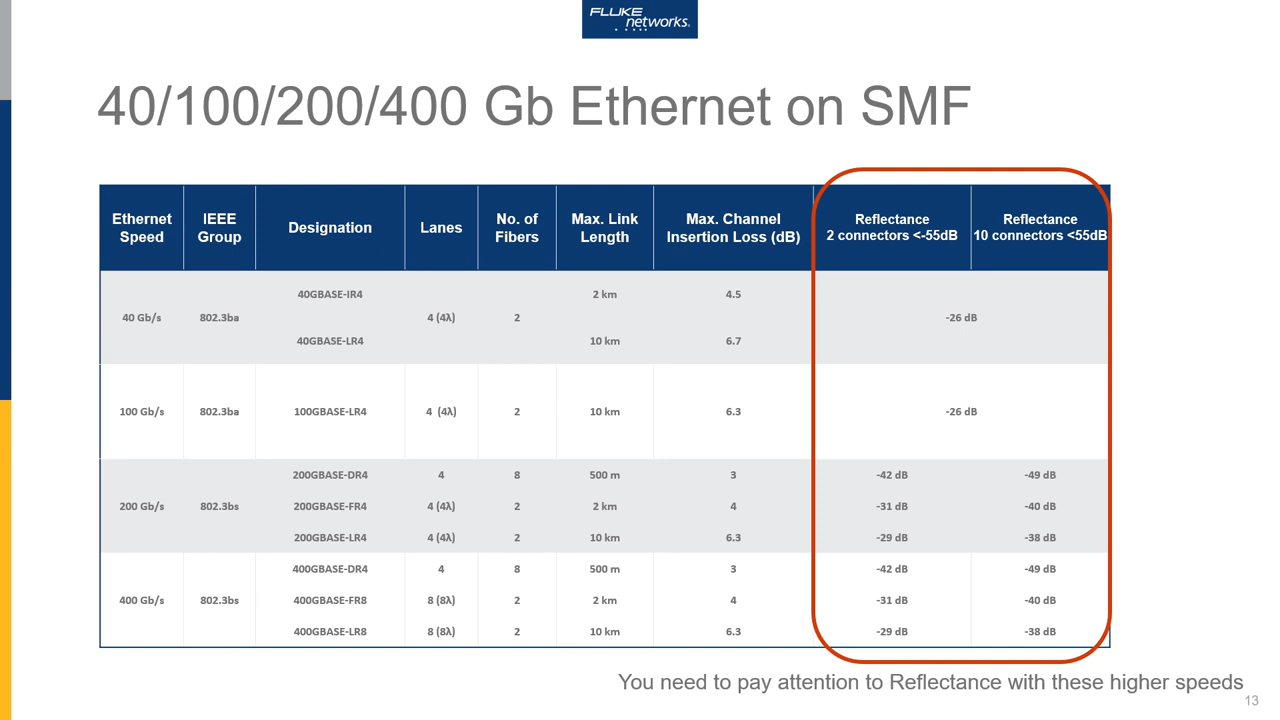 FLUKE
networks®
40/100/200/400 Gb Ethernet on SMF
Ethernet Speed | IEEE Group | Designation | Lanes | No. of Fibers | Max. Link Length | Max. Channel Insertion Loss (dB) | Reflectance 2 connectors <-55dB | Reflectance 10 connectors <55dB
40 Gb/s | 802.3ba | 40GBASE-IR4 | 4 (4λ) | 2 | 2 km | 4.5 | -26 dB
40GBASE-LR4 | 10 km | 6.7
100 Gb/s | 802.3ba | 100GBASE-LR4 | 4 (4λ) | 2 | 10 km | 6.3 | -26 dB
200GBASE-DR4 | 4 | 8 | 500 m | 3 | -42 dB | -49 dB
200 Gb/s | 802.3bs | 200GBASE-FR4 | 4 (4λ) | 2 | 2 km | 4 | -31 dB | -40 dB
200GBASE-LR4 | 4 (4λ) | 2 | 10 km | 6.3 | -29 dB | -38 dB
400GBASE-DR4 | 4 | 8 | 500 m | 3 | -42 dB | -49 dB
400 Gb/s | 802.3bs | 400GBASE-FR8 | 8 (8λ) | 2 | 2 km | 4 | -31 dB | -40 dB
400GBASE-LR8 | 8 (8λ) | 2 | 10 km | 6.3 | -29 dB | -38 dB
You need to pay attention to Reflectance with these higher speeds
13